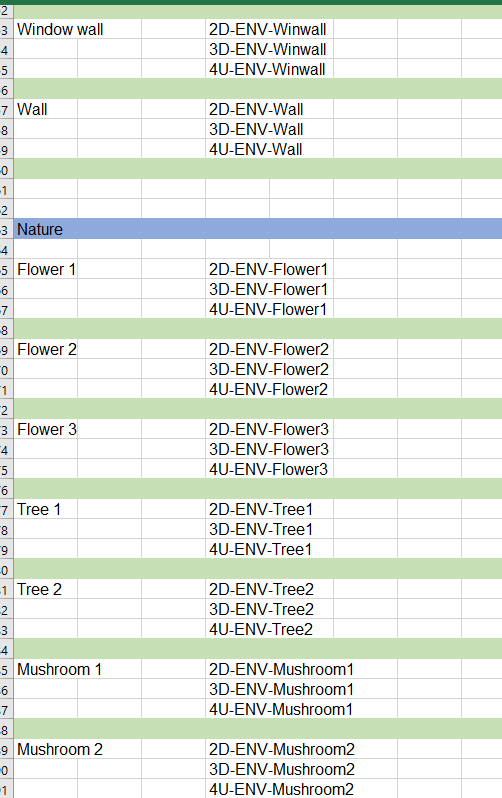 2
3 Window wall 2D-ENV-Winwall
4 3D-ENV-Winwall
5 4U-ENV-Winwall
6
7 Wall 2D-ENV-Wall
8 3D-ENV-Wall
9 4U-ENV-Wall
0
1
2
3 Nature
4
5 Flower 1 2D-ENV-Flower1
6 3D-ENV-Flower1
7 4U-ENV-Flower1
8
9 Flower 2 2D-ENV-Flower2
0 3D-ENV-Flower2
1 4U-ENV-Flower2
2
3 Flower 3 2D-ENV-Flower3
4 3D-ENV-Flower3
5 4U-ENV-Flower3
6
7 Tree 1 2D-ENV-Tree1
8 3D-ENV-Tree1
9 4U-ENV-Tree1
0
1 Tree 2 2D-ENV-Tree2
2 3D-ENV-Tree2
3 4U-ENV-Tree2
4
5 Mushroom 1 2D-ENV-Mushroom1
6 3D-ENV-Mushroom1
7 4U-ENV-Mushroom1
8
9 Mushroom 2 2D-ENV-Mushroom2
0 3D-ENV-Mushroom2
1 4U-ENV-Mushroom2